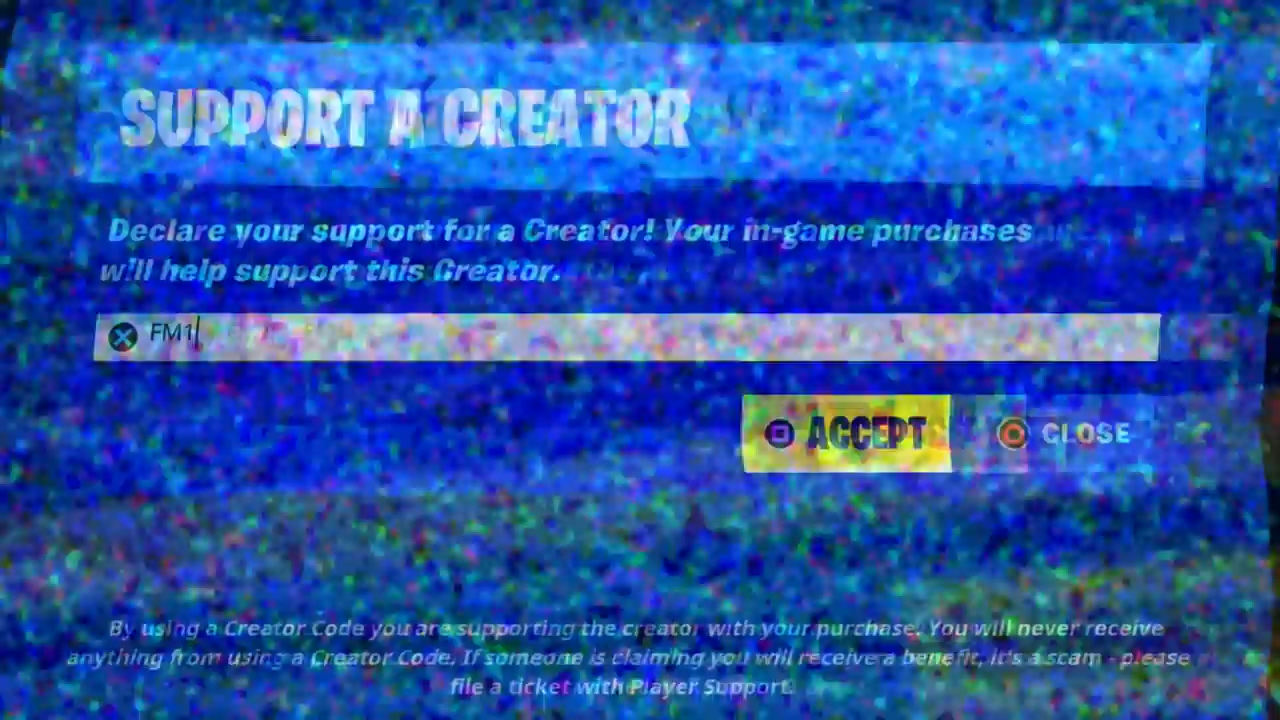 SUPPORT A CREATOR
Declare your support for a Creator! Your in-game purchases
will help support this Creator.
FM1
ACCEPT
CLOSE
By using a Creator Code you are supporting the creator with your purchase. You will never receive
anything from using a Creator Code. If someone is claiming you will receive a benefit, it's a scam - please
file a ticket with Player Support.